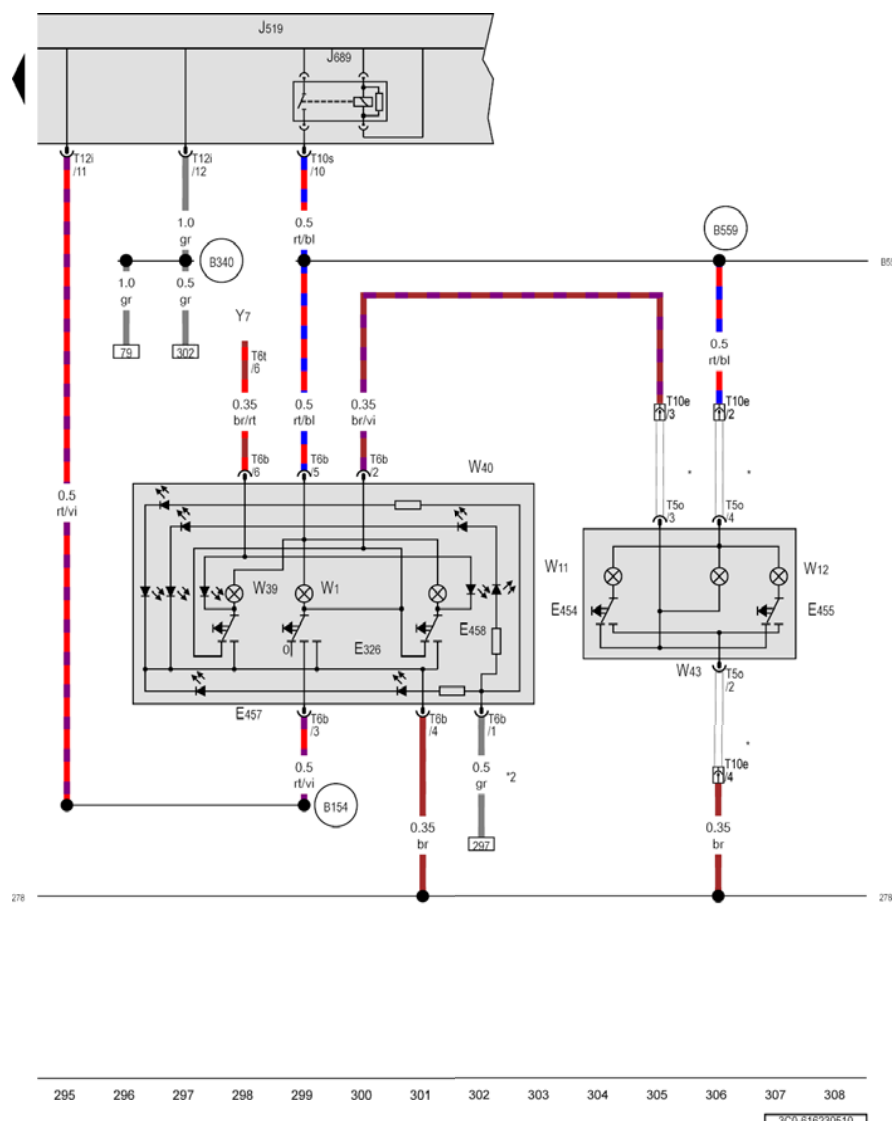 J519
J689
T12i
/11
T12i
/12
T10s
/10
1.0
gr
0.5
rt/bl
B340
B559
1.0
gr
0.5
gr
79
302
Y7
T6t
/6
0.35
br/rt
0.5
rt/bl
0.35
br/vi
0.5
rt/bl
T10e
/3
T10e
/2
*
*
T6b
/6
T6b
/5
T6b
/2
W40
0.5
rt/vi
T5o
/3
T5o
/4
W11
W12
W39
W1
E454
E455
E326
E458
0
W43
T5o
/2
E457
T6b
/3
T6b
/4
T6b
/1
0.5
rt/vi
0.5
gr
*2
*
T10e
/4
B154
0.35
br
297
0.35
br
278
278
295 296 297 298 299 300 301 302 303 304 305 306 307 308